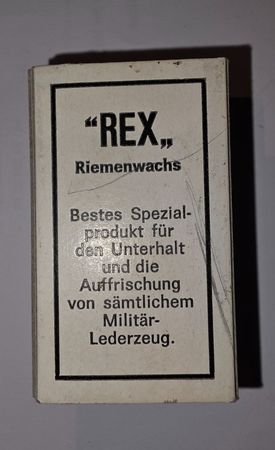 “REX„
Riemenwachs
Bestes Spezial-
produkt für
den Unterhalt
und die
Auffrischung
von sämtlichem
Militär-
Lederzeug.